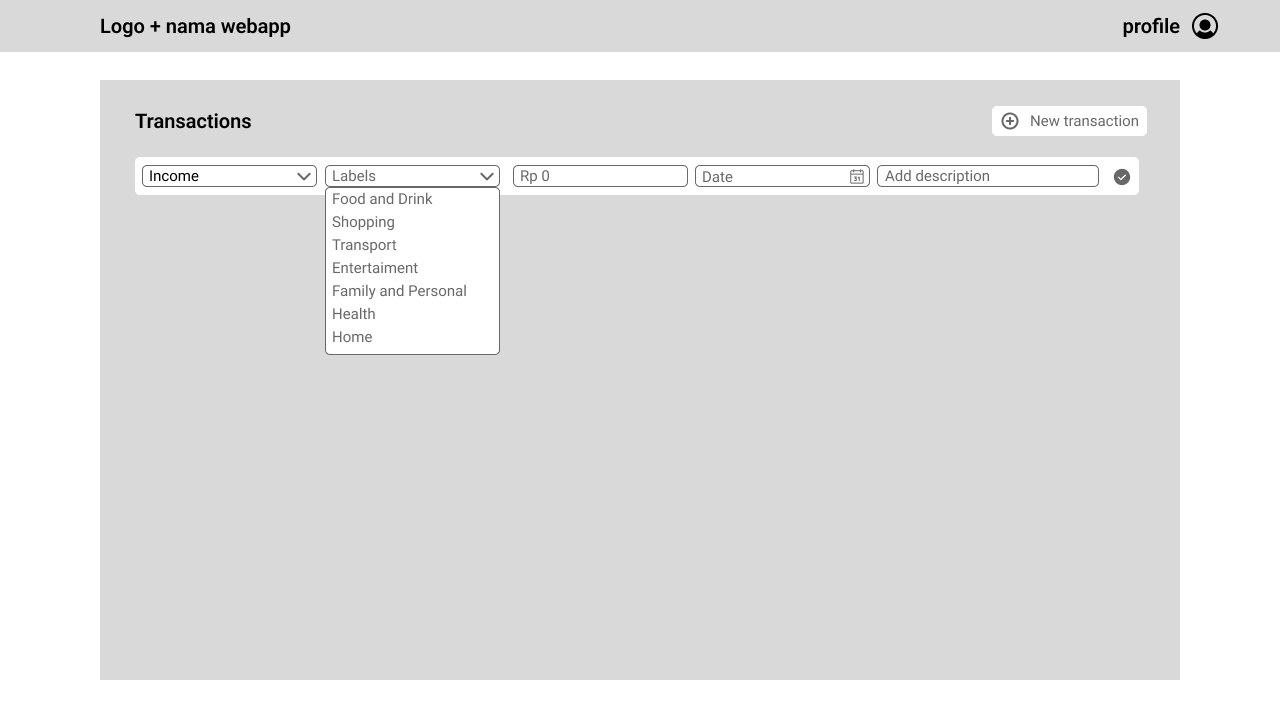 Logo + nama webapp
profile
Transactions
New transaction
Income
Labels
Rp 0
Date
31
Add description
Food and Drink
Shopping
Transport
Entertaiment
Family and Personal
Health
Home